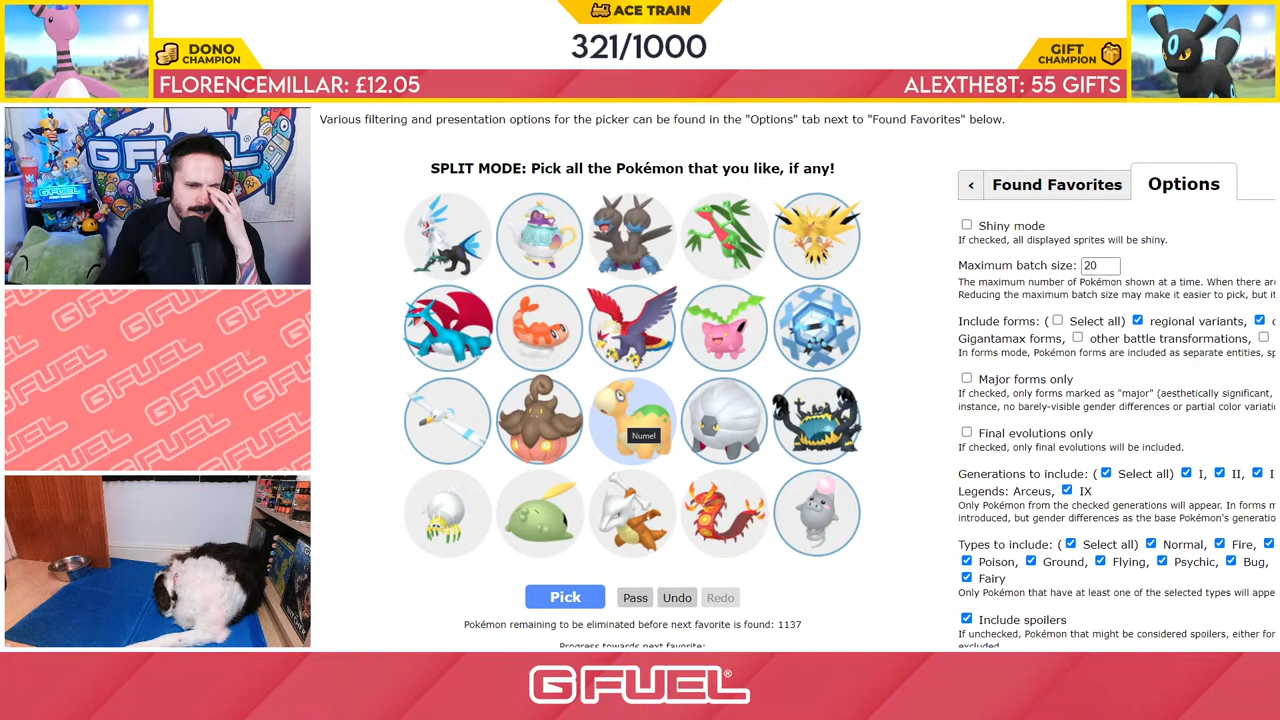 ACE TRAIN
321/1000
DONO
CHAMPION
GIFT
CHAMPION
FLORENCEMILLAR: £12.05
ALEXTHE8T: 55 GIFTS
Various filtering and presentation options for the picker can be found in the "Options" tab next to "Found Favorites" below.
SPLIT MODE: Pick all the Pokémon that you like, if any!
‹
Found Favorites
Options
Shiny mode
If checked, all displayed sprites will be shiny.
Maximum batch size: 20
The maximum number of Pokémon shown at a time. When there ar
Reducing the maximum batch size may make it easier to pick, but it
Include forms: ( Select all) regional variants,
Gigantamax forms, other battle transformations,
In forms mode, Pokémon forms are included as separate entities, sp
Major forms only
If checked, only forms marked as "major" (aesthetically significant,
instance, no barely-visible gender differences or partial color variati
Final evolutions only
If checked, only final evolutions will be included.
Generations to include: ( Select all) I, II, I
Legends: Arceus, IX
Only Pokémon from the checked generations will appear. In forms m
introduced, but gender differences as the base Pokémon's generatio
Types to include: ( Select all) Normal, Fire,
Poison, Ground, Flying, Psychic, Bug,
Fairy
Only Pokémon that have at least one of the selected types will appe
Include spoilers
If unchecked, Pokémon that might be considered spoilers, either for
excluded.
Numel
Pick
Pass
Undo
Redo
Pokémon remaining to be eliminated before next favorite is found: 1137
Progress towards next favorite:
G FUEL
G FUEL
G FUEL